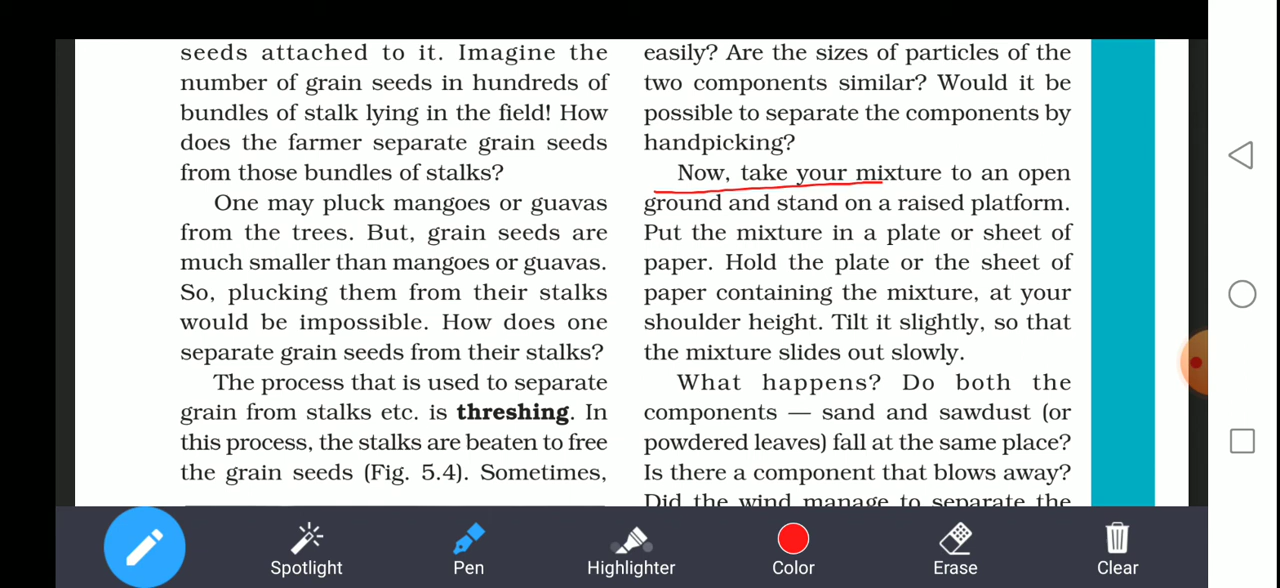 seeds attached to it. Imagine the
number of grain seeds in hundreds of
bundles of stalk lying in the field! How
does the farmer separate grain seeds
from those bundles of stalks?
One may pluck mangoes or guavas
from the trees. But, grain seeds are
much smaller than mangoes or guavas.
So, plucking them from their stalks
would be impossible. How does one
separate grain seeds from their stalks?
The process that is used to separate
grain from stalks etc. is threshing. In
this process, the stalks are beaten to free
the grain seeds (Fig. 5.4). Sometimes,
easily? Are the sizes of particles of the
two components similar? Would it be
possible to separate the components by
handpicking?
Now, take your mixture to an open
ground and stand on a raised platform.
Put the mixture in a plate or sheet of
paper. Hold the plate or the sheet of
paper containing the mixture, at your
shoulder height. Tilt it slightly, so that
the mixture slides out slowly.
What happens? Do both the
components — sand and sawdust (or
powdered leaves) fall at the same place?
Is there a component that blows away?
Did the wind manage to separate the
Spotlight Pen Highlighter Color Erase Clear